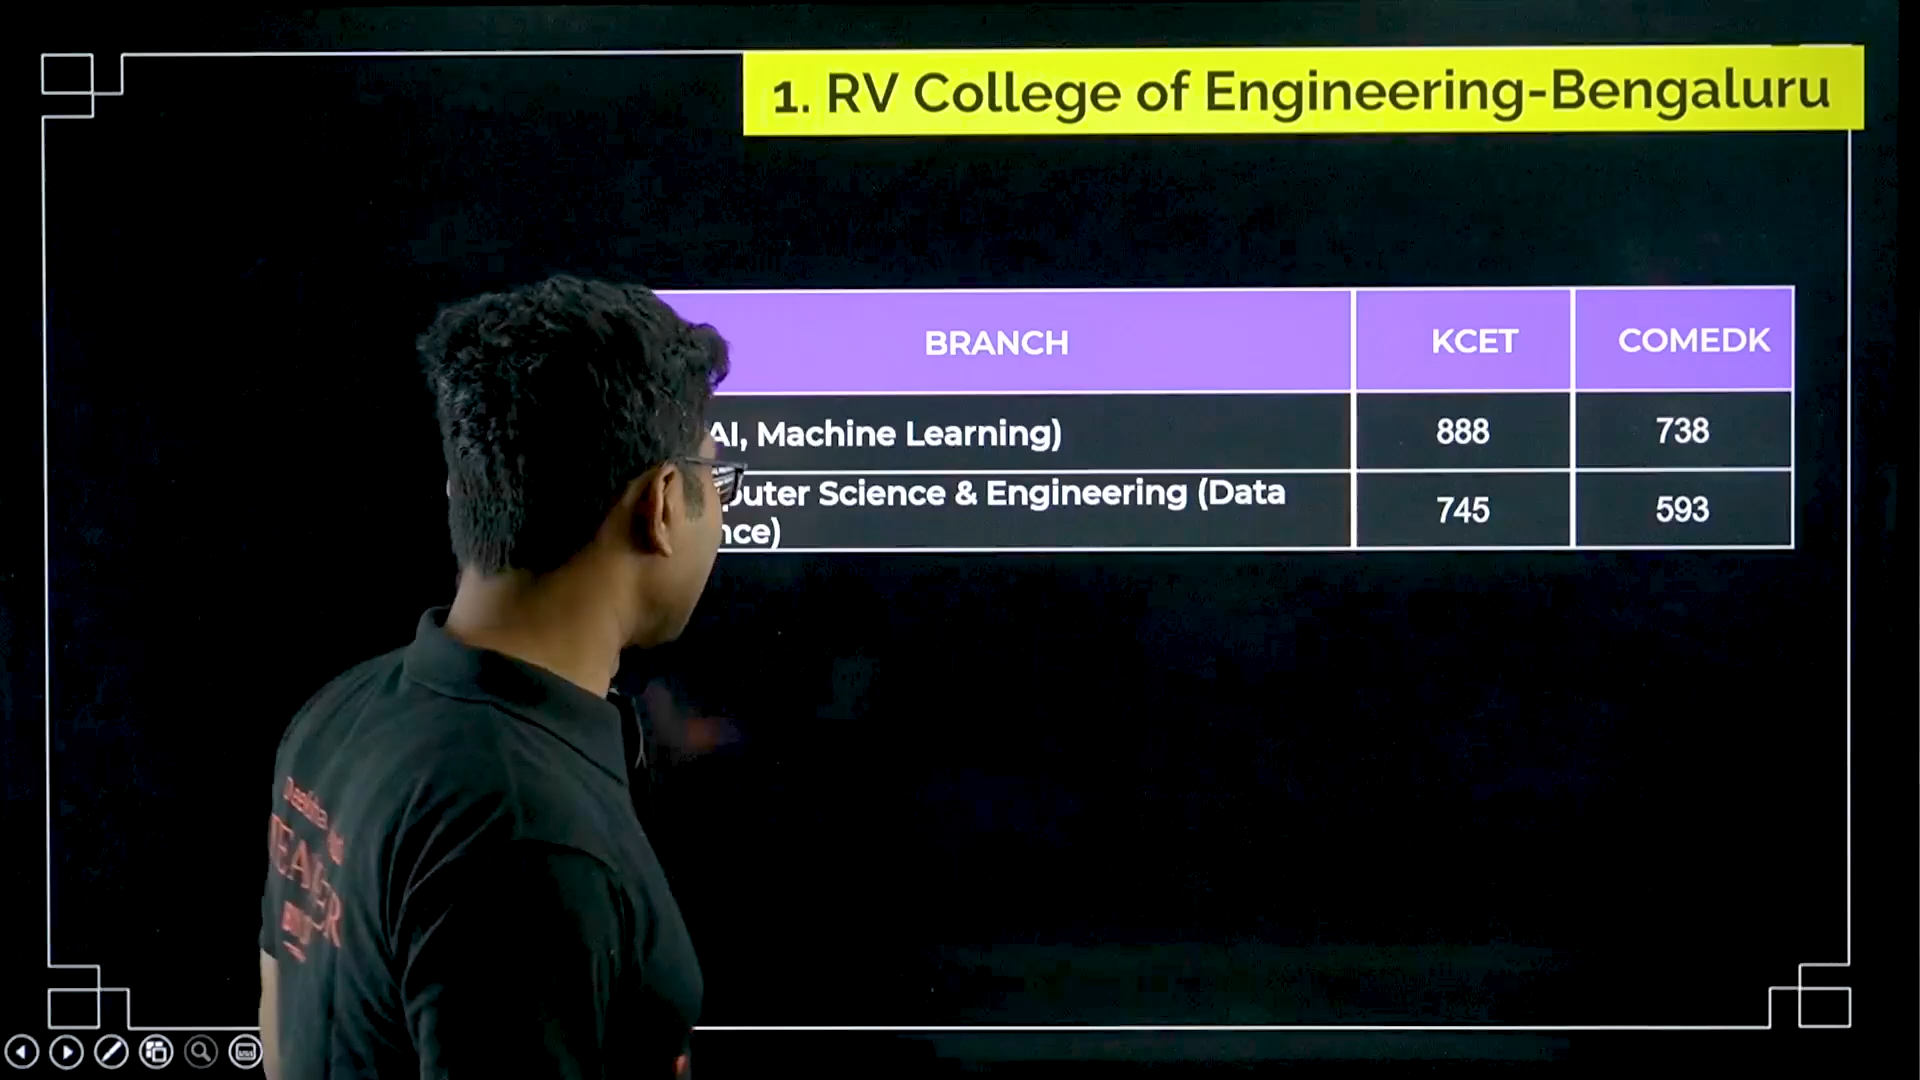 1. RV College of Engineering-Bengaluru
BRANCH KCET COMEDK
AI, Machine Learning) 888 738
puter Science & Engineering (Data
nce) 745 593